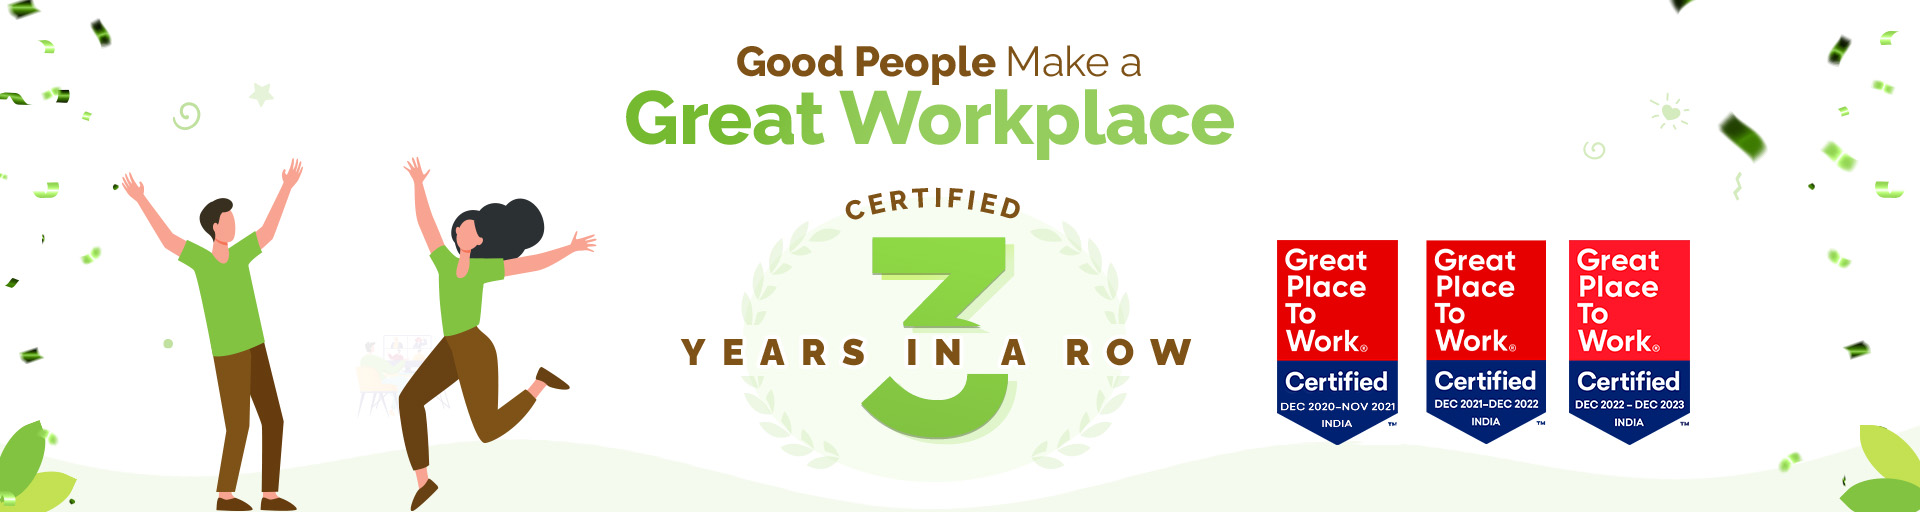 Good People Make a
Great Workplace
CERTIFIED
3
YEARS IN A ROW
Great
Place
To
Work®
Certified
DEC 2020–NOV 2021
INDIA
™
Great
Place
To
Work®
Certified
DEC 2021–DEC 2022
INDIA
™
Great
Place
To
Work®
Certified
DEC 2022 – DEC 2023
INDIA
™